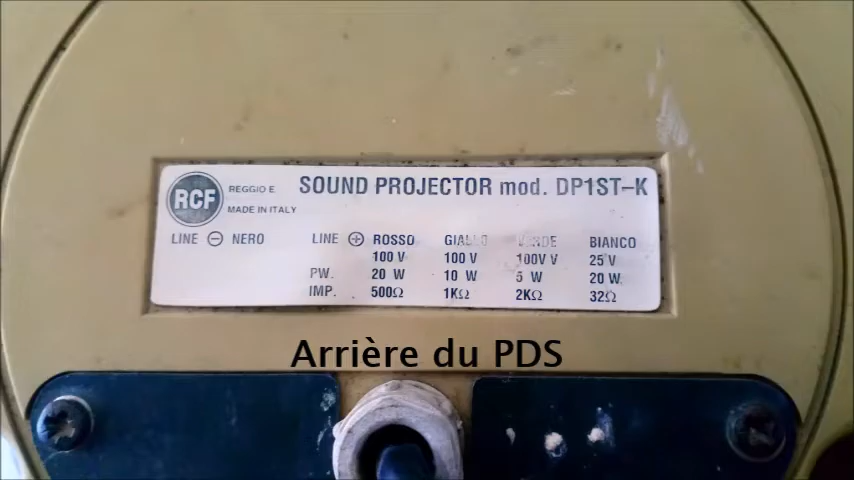 RCF
REGGIO E
MADE IN ITALY
SOUND PROJECTOR mod. DP1ST-K
LINE ⊖ NERO LINE ⊕ ROSSO GIALLO BIANCO
100 V 100 V 100V V 25 V
PW. 20 W 10 W 5 W 20 W.
IMP. 500Ω 1KΩ 2KΩ 32Ω
Arrière du PDS